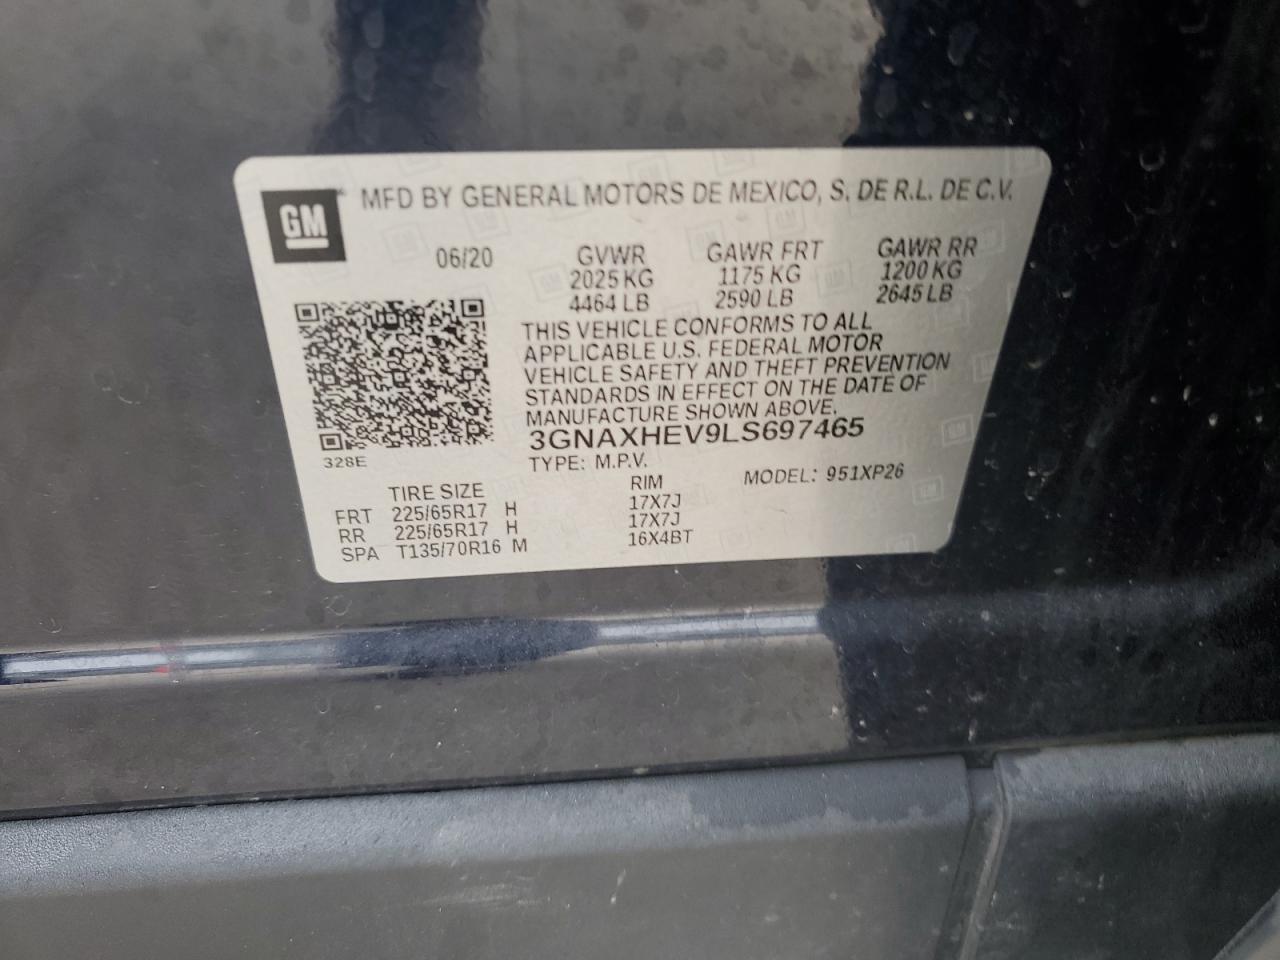 GM
MFD BY GENERAL MOTORS DE MEXICO, S. DE R.L. DE C.V.
06/20 GVWR GAWR FRT GAWR RR
2025 KG 1175 KG 1200 KG
4464 LB 2590 LB 2645 LB
THIS VEHICLE CONFORMS TO ALL
APPLICABLE U.S. FEDERAL MOTOR
VEHICLE SAFETY AND THEFT PREVENTION
STANDARDS IN EFFECT ON THE DATE OF
MANUFACTURE SHOWN ABOVE.
3GNAXHEV9LS697465
328E
TYPE: M.P.V. MODEL: 951XP26
TIRE SIZE RIM
FRT 225/65R17 H 17X7J
RR 225/65R17 H 17X7J
SPA T135/70R16 M 16X4BT